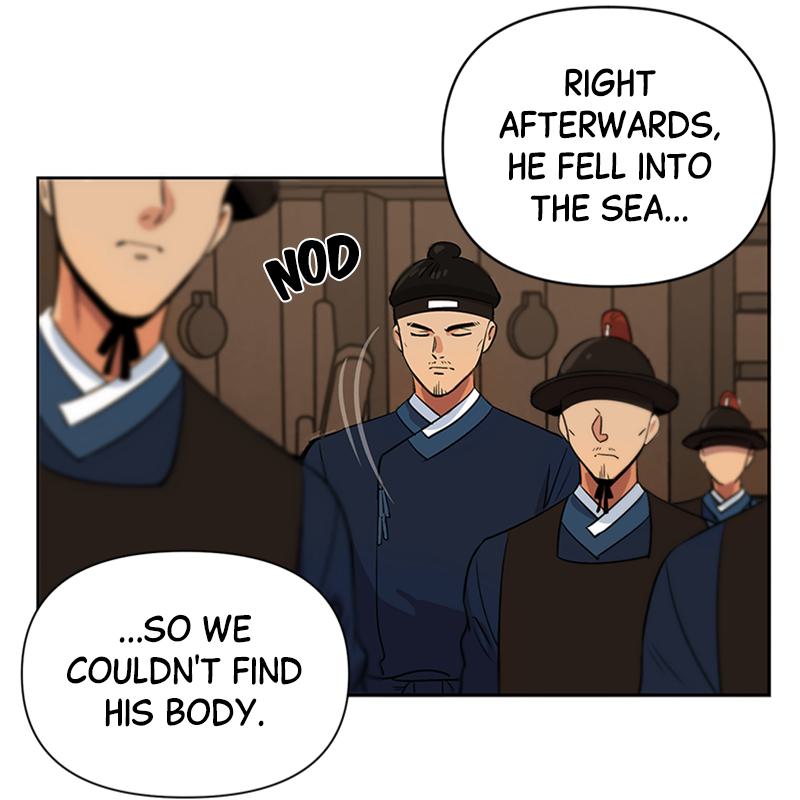 RIGHT
AFTERWARDS,
HE FELL INTO
THE SEA...
NOD
...SO WE
COULDN'T FIND
HIS BODY.